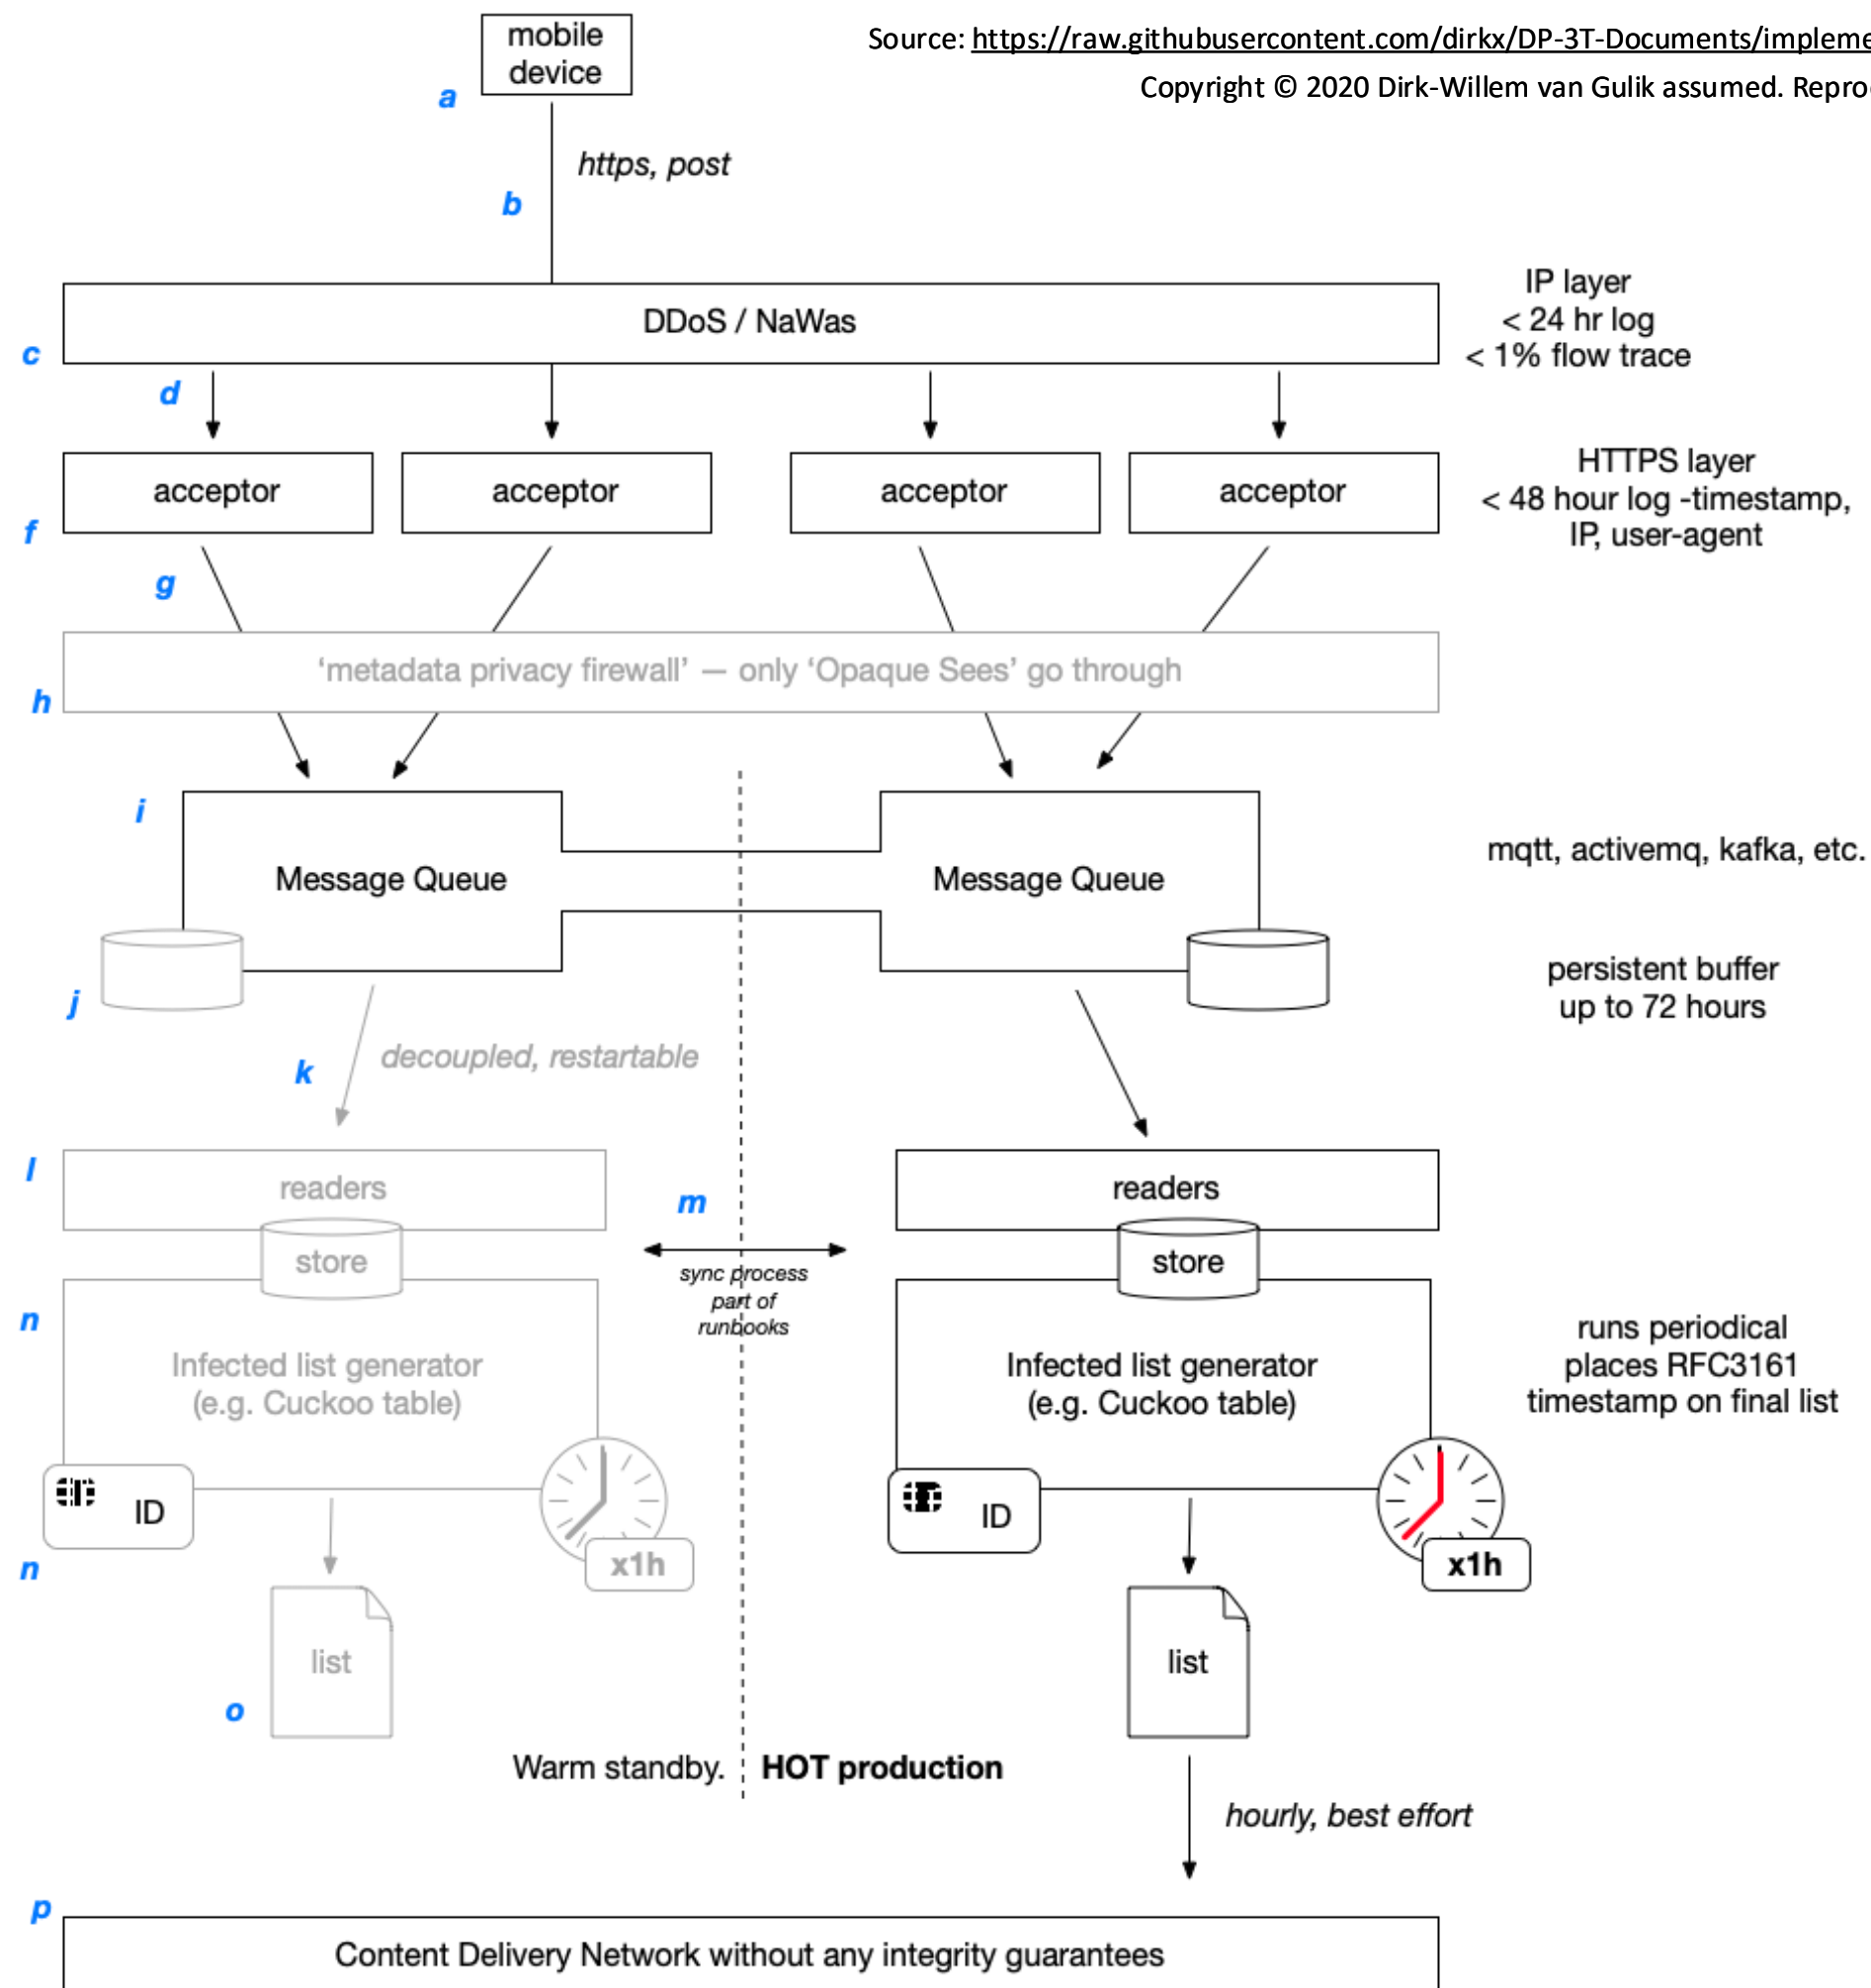 mobile
device
Source: https://raw.githubusercontent.com/dirkx/DP-3T-Documents/impleme
Copyright © 2020 Dirk-Willem van Gulik assumed. Repro
a
https, post
b
IP layer
< 24 hr log
< 1% flow trace
DDoS / NaWas
c
d
HTTPS layer
< 48 hour log -timestamp,
IP, user-agent
acceptor
acceptor
acceptor
acceptor
f
g
‘metadata privacy firewall’ — only ‘Opaque Sees’ go through
h
i
mqtt, activemq, kafka, etc.
Message Queue
Message Queue
persistent buffer
up to 72 hours
j
decoupled, restartable
k
l
readers
readers
m
store
store
sync process
part of
runbooks
n
Infected list generator
(e.g. Cuckoo table)
Infected list generator
(e.g. Cuckoo table)
runs periodical
places RFC3161
timestamp on final list
ID
ID
x1h
x1h
n
list
list
o
Warm standby.
HOT production
hourly, best effort
p
Content Delivery Network without any integrity guarantees